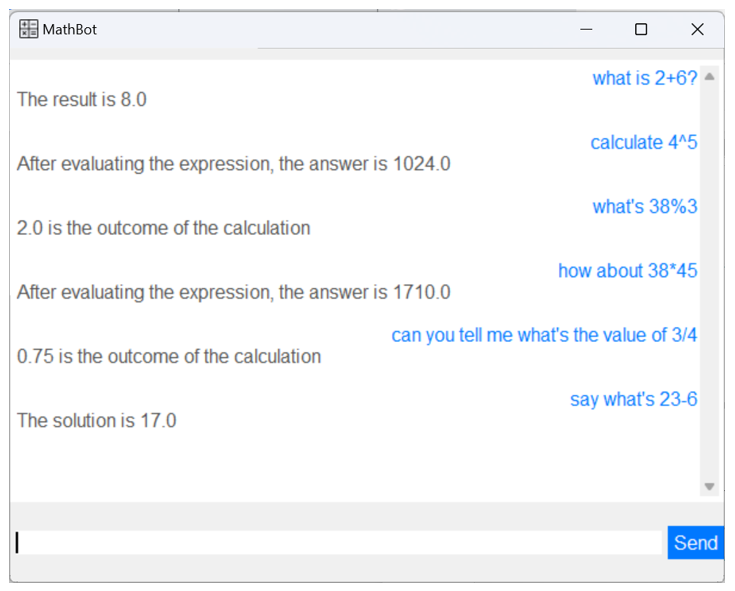 MathBot
what is 2+6?
The result is 8.0
calculate 4^5
After evaluating the expression, the answer is 1024.0
what's 38%3
2.0 is the outcome of the calculation
how about 38*45
After evaluating the expression, the answer is 1710.0
can you tell me what's the value of 3/4
0.75 is the outcome of the calculation
say what's 23-6
The solution is 17.0
Send